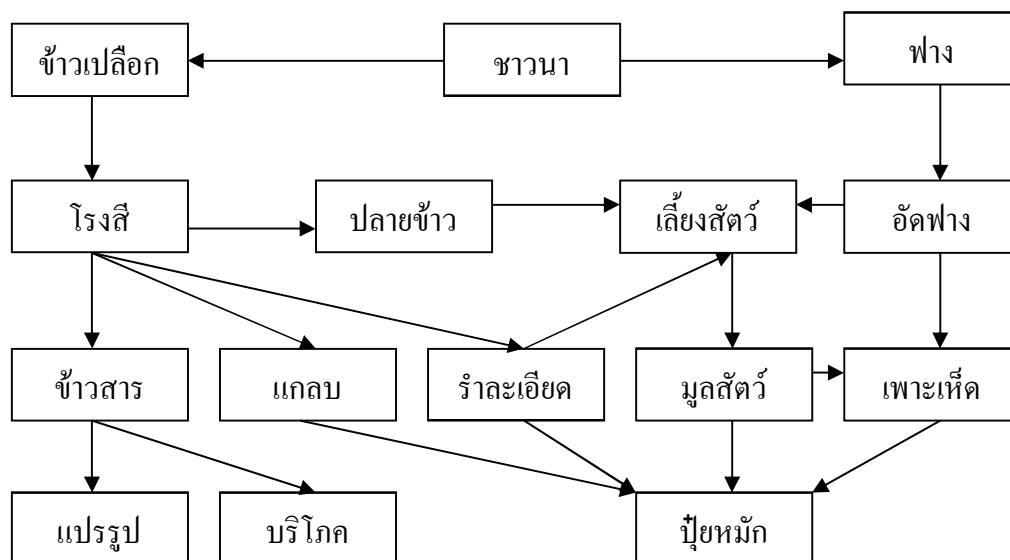 ข้าวเปลือก
ชาวนา
ฟาง
โรงสี
ปลายข้าว
เลี้ยงสัตว์
อัดฟาง
ข้าวสาร
แกลบ
รำละเอียด
มูลสัตว์
เพาะเห็ด
แปรรูป
บริโภค
ปุ๋ยหมัก